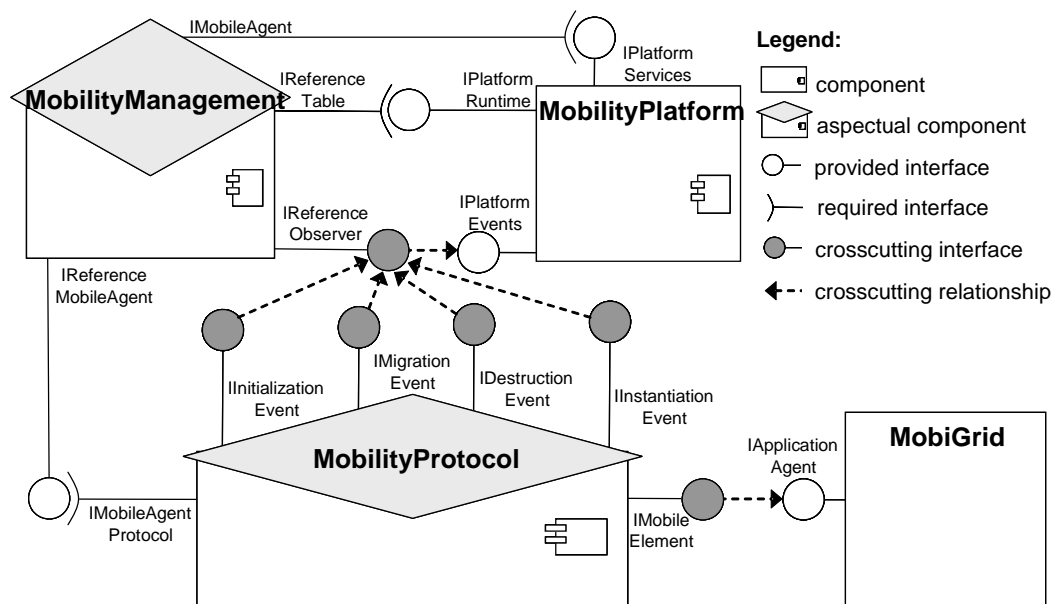 IMobileAgent
IPlatform
Services
Legend:
component
aspectual component
provided interface
required interface
crosscutting interface
crosscutting relationship
MobilityManagement
IReference
Table
IPlatform
Runtime
MobilityPlatform
IReference
Observer
IPlatform
Events
IReference
MobileAgent
IInitialization
Event
IMigration
Event
IDestruction
Event
IInstantiation
Event
MobilityProtocol
IMobileAgent
Protocol
IMobile
Element
IApplication
Agent
MobiGrid